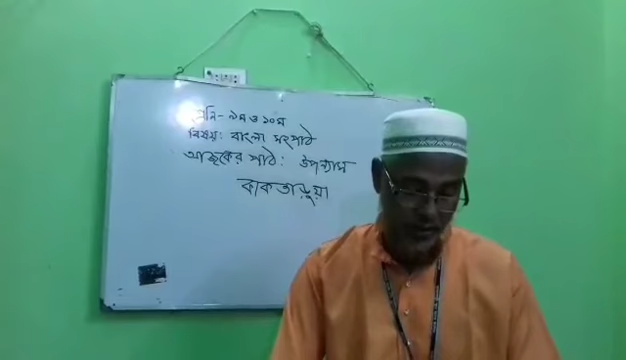 শ্রেনি- ৯ম ও ১০ম
বিষয়: বাংলা সহপাঠ
আজকের পাঠ: উপন্যাস
কাকতাড়ুয়া